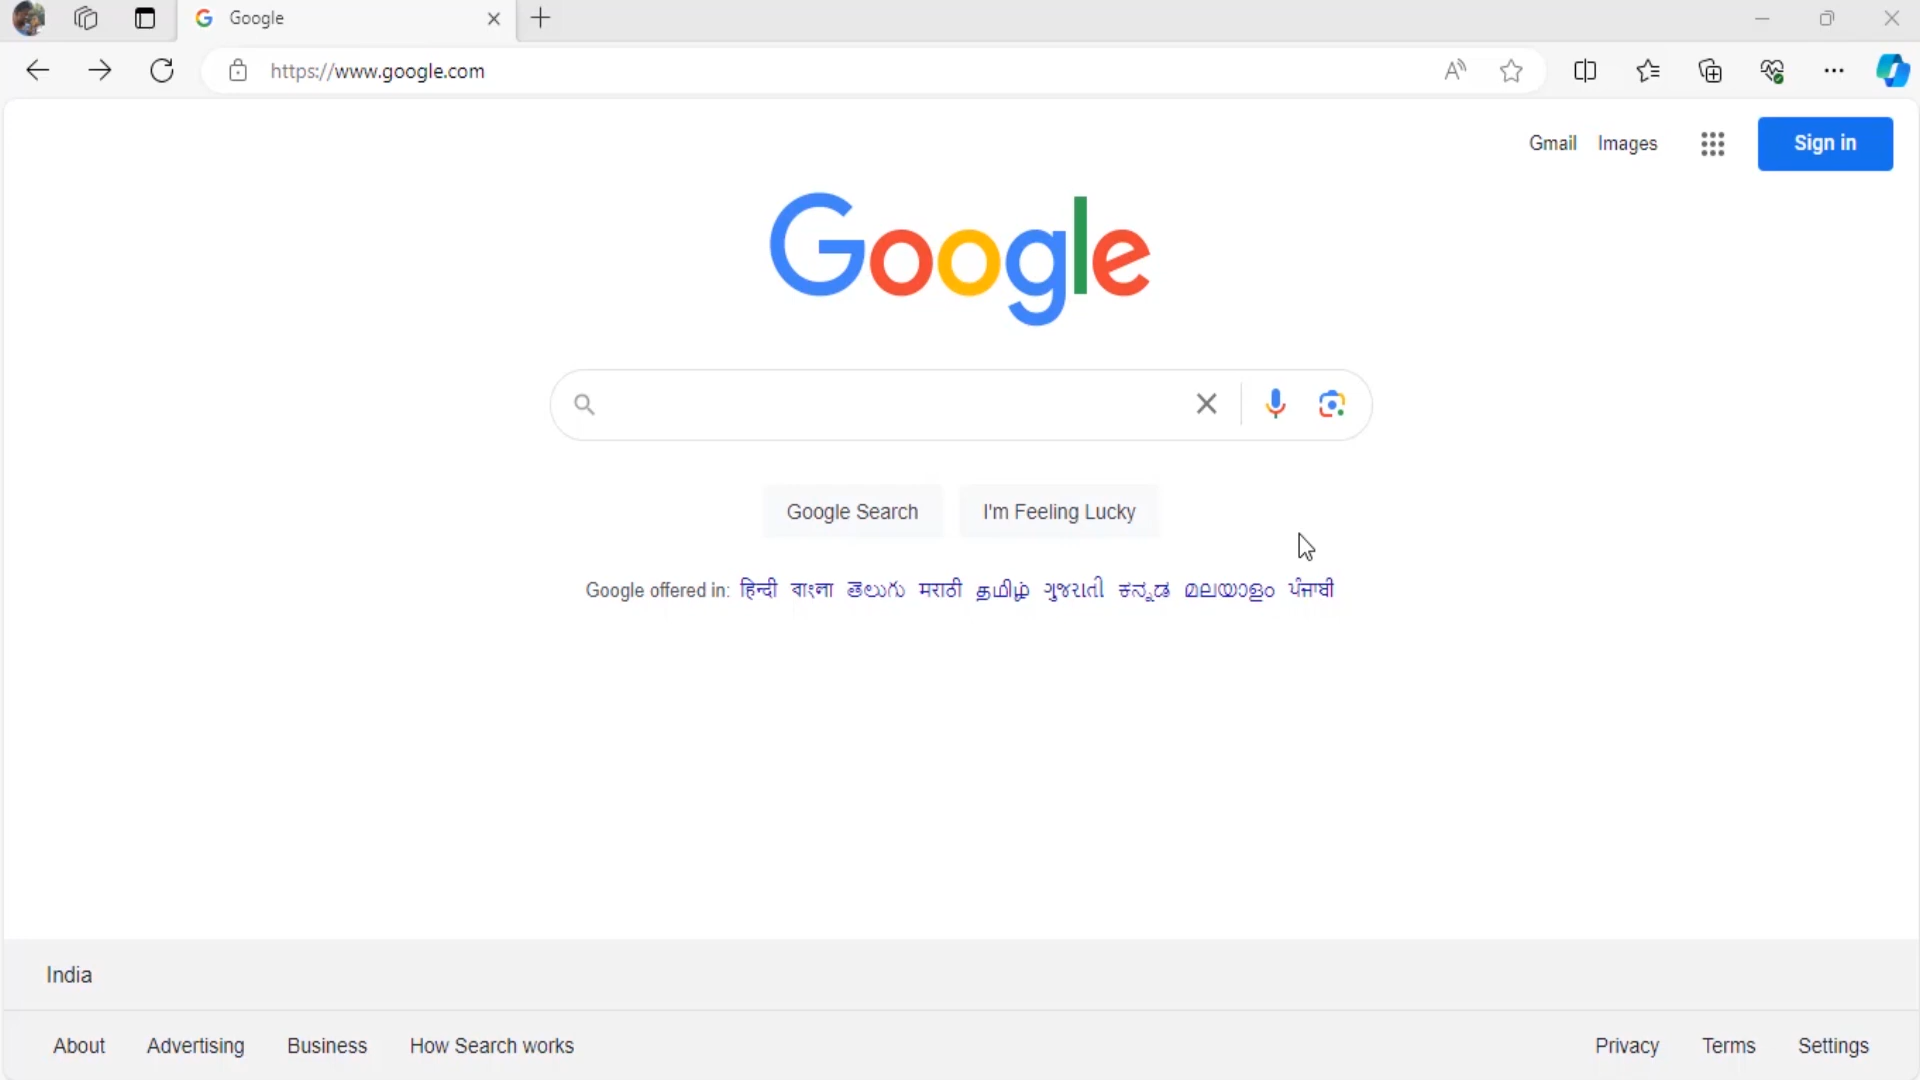 Google
https://www.google.com
Gmail Images Sign in
Google
Google Search I'm Feeling Lucky
Google offered in: हिन्दी বাংলা తెలుగు मराठी தமிழ் ગુજરાતી ಕನ್ನಡ മലയാളം ਪੰਜਾਬੀ
India
About Advertising Business How Search works Privacy Terms Settings